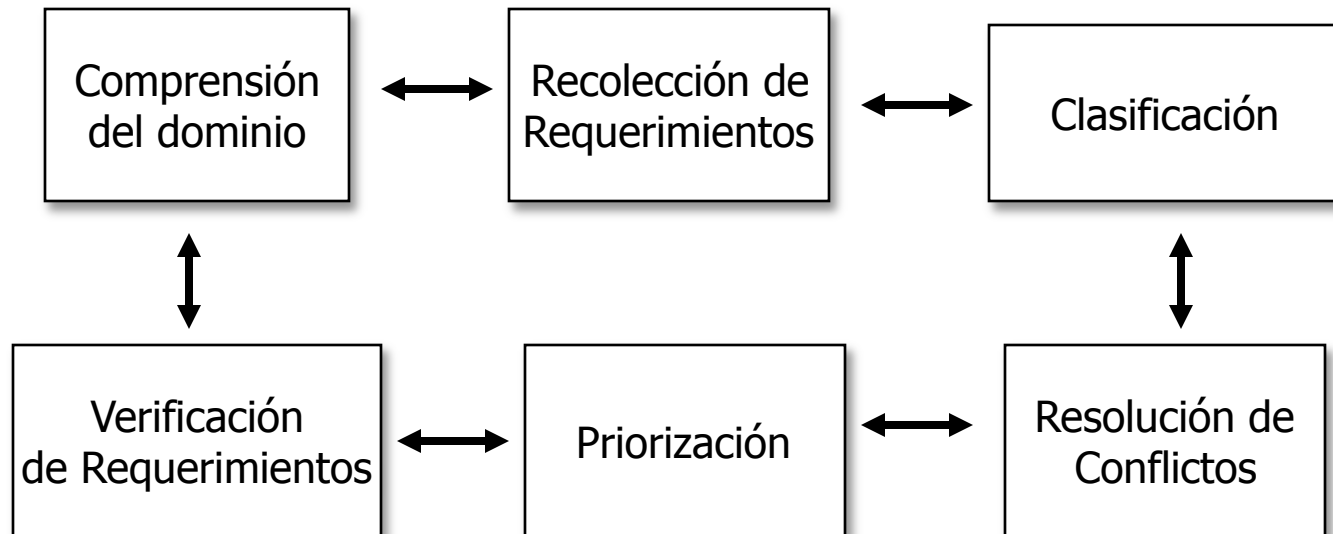 Comprensión
del dominio
Recolección de
Requerimientos
Clasificación
Verificación
de Requerimientos
Priorización
Resolución de
Conflictos